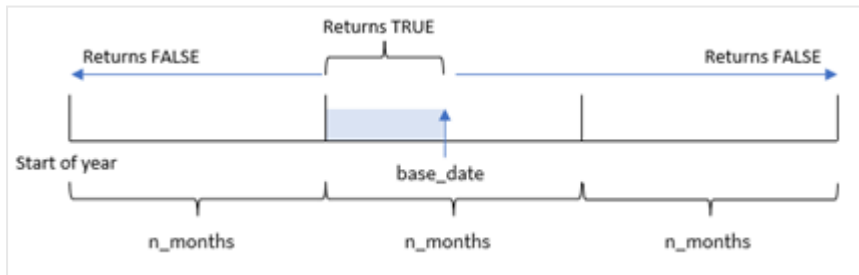 Returns TRUE
Returns FALSE
Returns FALSE
Start of year
base_date
n_months
n_months
n_months